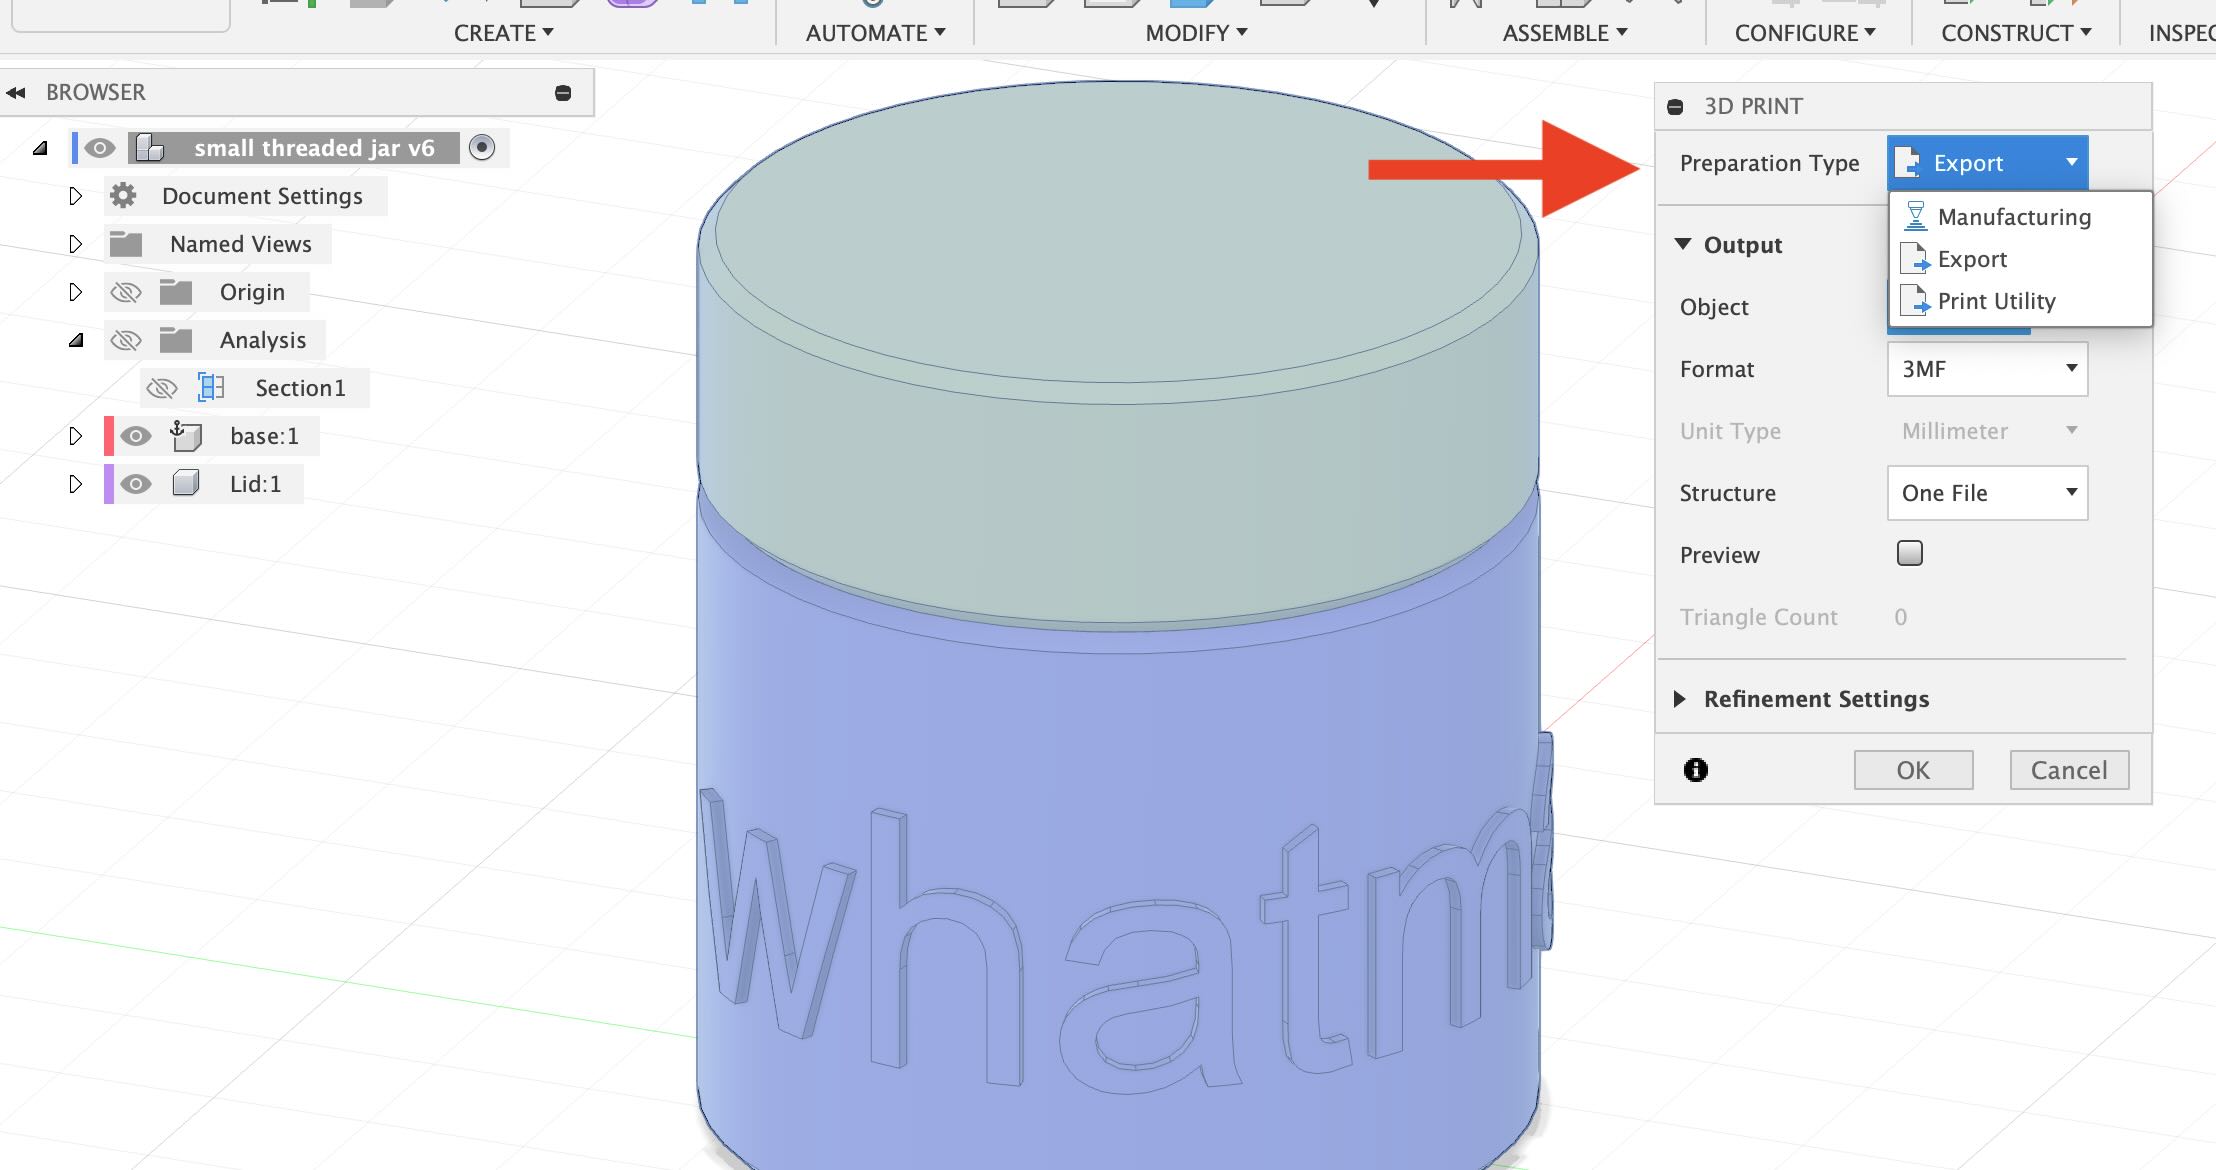 CREATE
AUTOMATE
MODIFY
ASSEMBLE
CONFIGURE
CONSTRUCT
INSPEC
BROWSER
small threaded jar v6
Document Settings
Named Views
Origin
Analysis
Section1
base:1
Lid:1
3D PRINT
Preparation Type Export
Manufacturing
Export
Print Utility
Output
Object
Format 3MF
Unit Type Millimeter
Structure One File
Preview
Triangle Count 0
Refinement Settings
OK Cancel
whatm